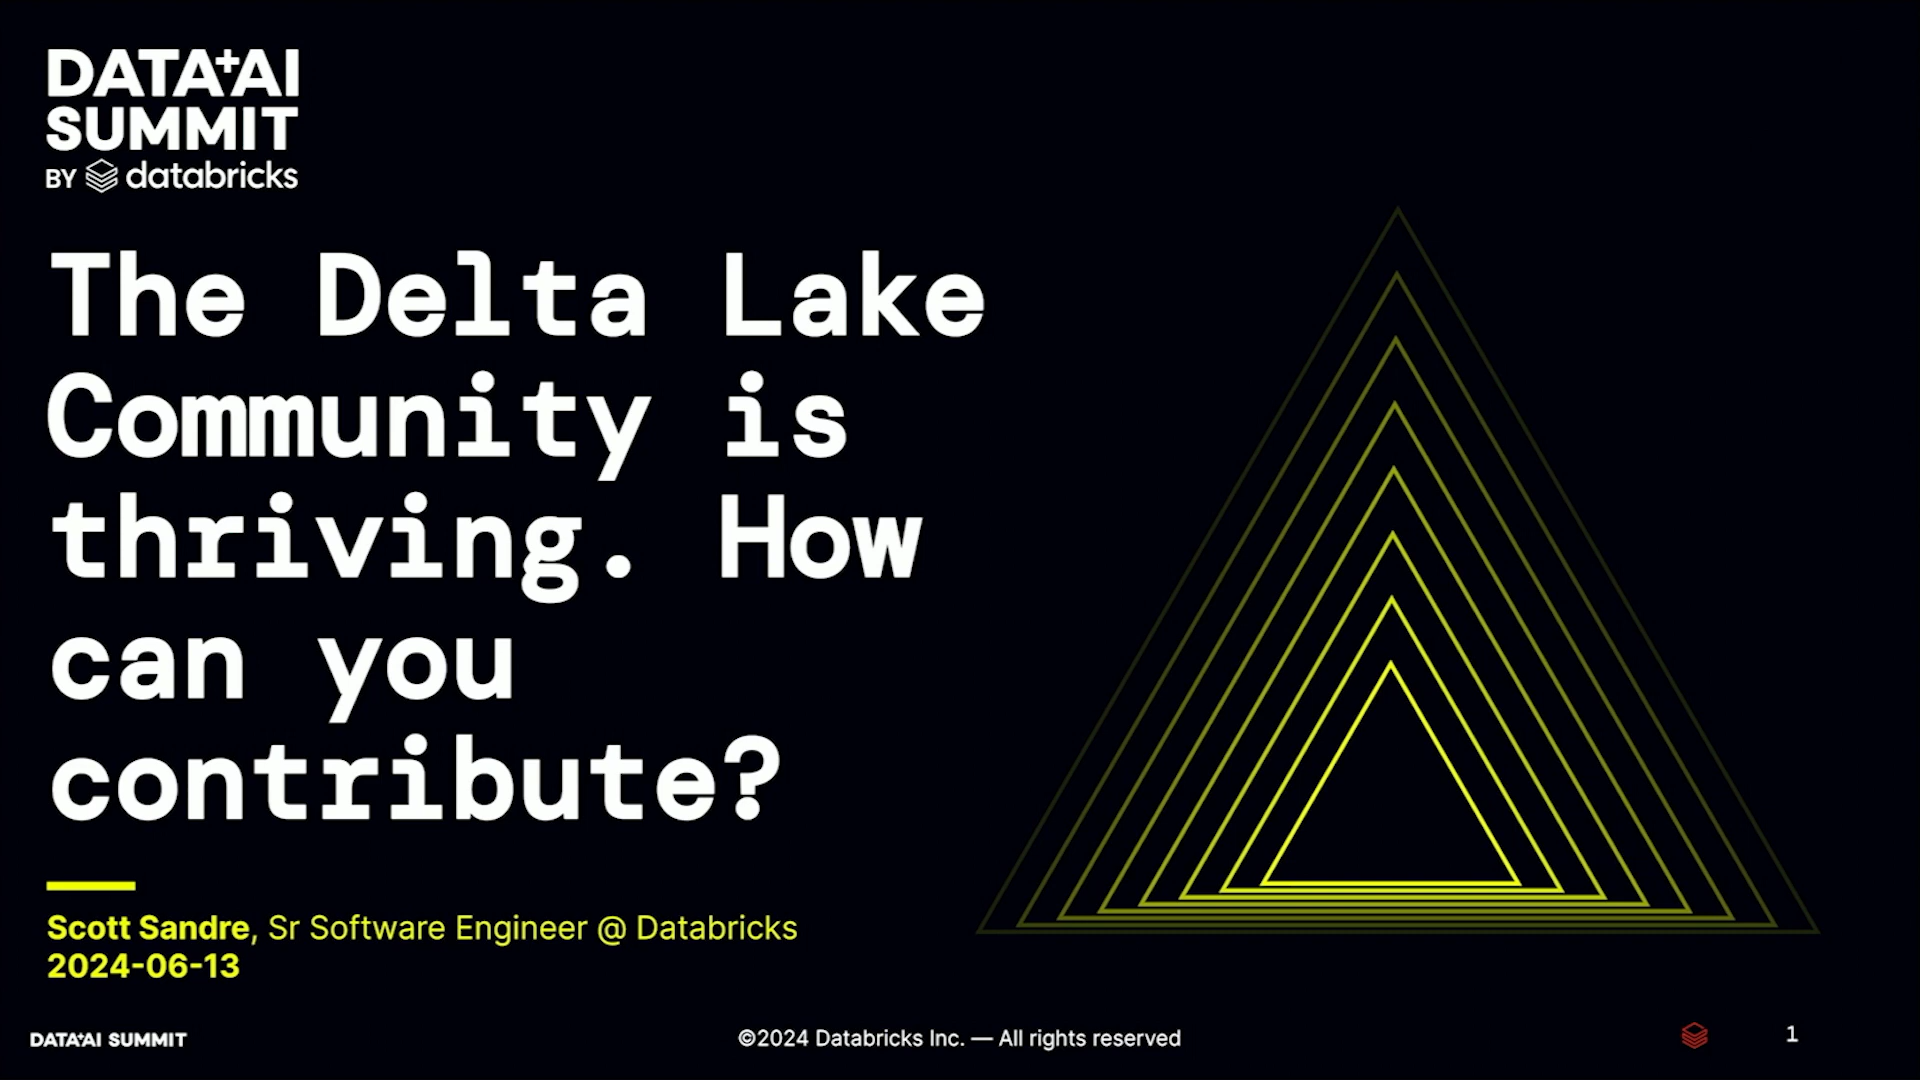 DATA+AI
SUMMIT
BY databricks
The Delta Lake
Community is
thriving. How
can you
contribute?
Scott Sandre, Sr Software Engineer @ Databricks
2024-06-13
DATA+AI SUMMIT
©2024 Databricks Inc. — All rights reserved
1